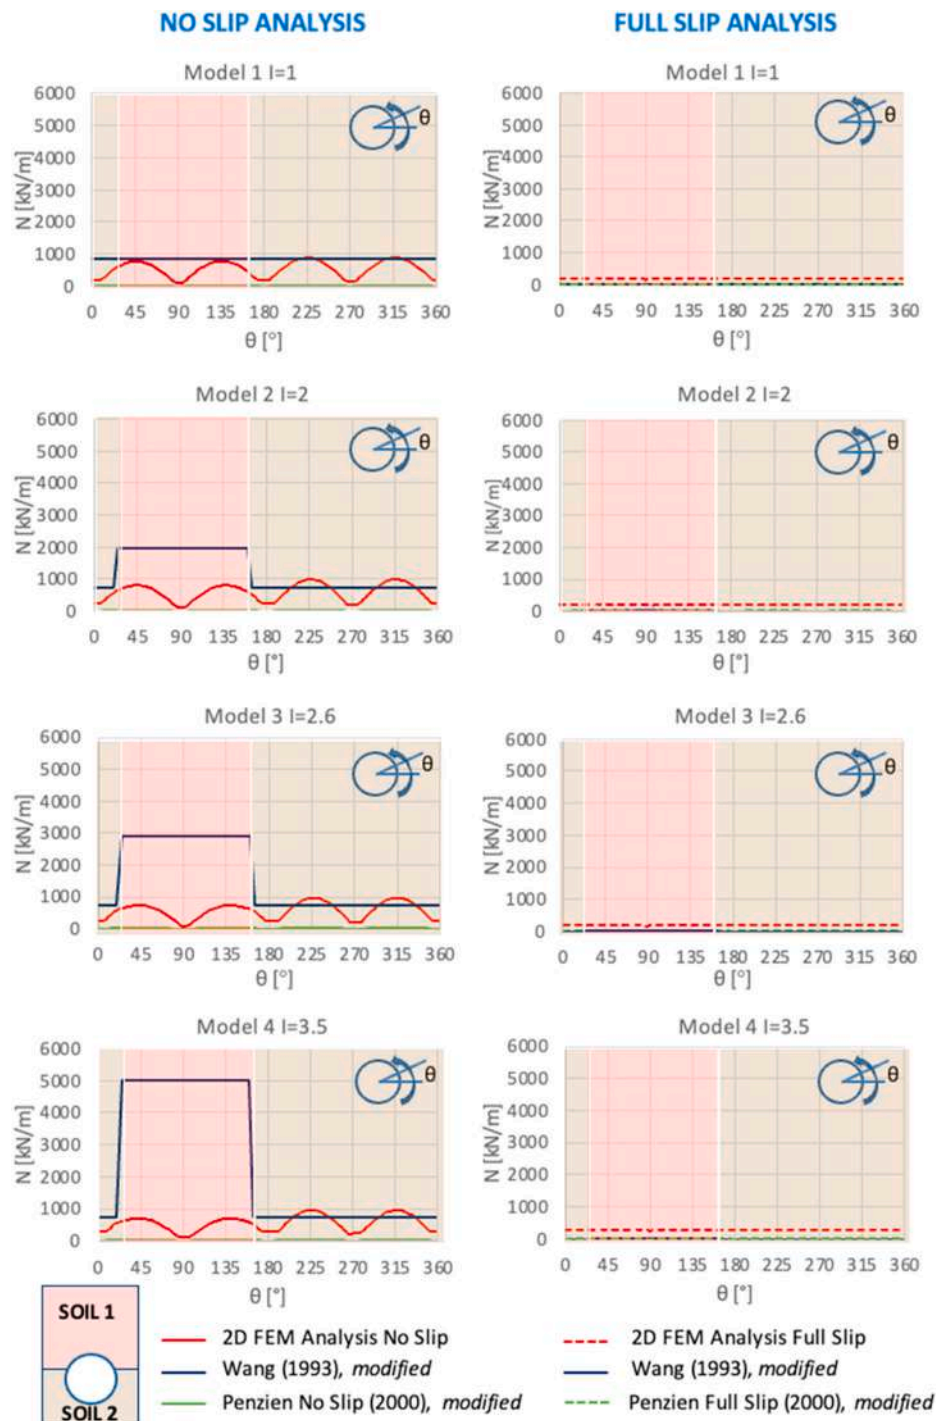 NO SLIP ANALYSIS
FULL SLIP ANALYSIS
Model 1 I=1
N [kN/m]
6000
5000
4000
3000
2000
1000
0
0 45 90 135 180 225 270 315 360
θ [°]
θ
Model 1 I=1
N [kN/m]
6000
5000
4000
3000
2000
1000
0
0 45 90 135 180 225 270 315 360
θ [°]
θ
Model 2 I=2
N [kN/m]
6000
5000
4000
3000
2000
1000
0
0 45 90 135 180 225 270 315 360
θ [°]
θ
Model 2 I=2
N [kN/m]
6000
5000
4000
3000
2000
1000
0
0 45 90 135 180 225 270 315 360
θ [°]
θ
Model 3 I=2.6
N [kN/m]
6000
5000
4000
3000
2000
1000
0
0 45 90 135 180 225 270 315 360
θ [°]
θ
Model 3 I=2.6
N [kN/m]
6000
5000
4000
3000
2000
1000
0
0 45 90 135 180 225 270 315 360
θ [°]
θ
Model 4 I=3.5
N [kN/m]
6000
5000
4000
3000
2000
1000
0
0 45 90 135 180 225 270 315 360
θ [°]
θ
Model 4 I=3.5
N [kN/m]
6000
5000
4000
3000
2000
1000
0
0 45 90 135 180 225 270 315 360
θ [°]
θ
SOIL 1
SOIL 2
2D FEM Analysis No Slip
Wang (1993), modified
Penzien No Slip (2000), modified
2D FEM Analysis Full Slip
Wang (1993), modified
Penzien Full Slip (2000), modified